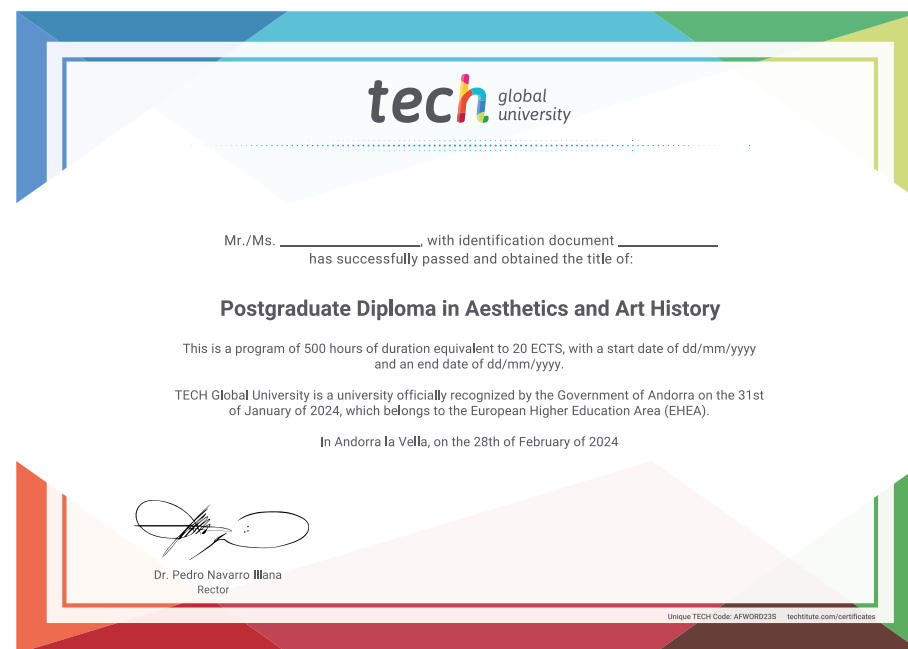 tech global university
Mr./Ms. ____________________, with identification document ______________
has successfully passed and obtained the title of:
Postgraduate Diploma in Aesthetics and Art History
This is a program of 500 hours of duration equivalent to 20 ECTS, with a start date of dd/mm/yyyy
and an end date of dd/mm/yyyy.
TECH Global University is a university officially recognized by the Government of Andorra on the 31st
of January of 2024, which belongs to the European Higher Education Area (EHEA).
In Andorra la Vella, on the 28th of February of 2024
Dr. Pedro Navarro Illana
Rector
Unique TECH Code: AFWORD23S techtitute.com/certificates